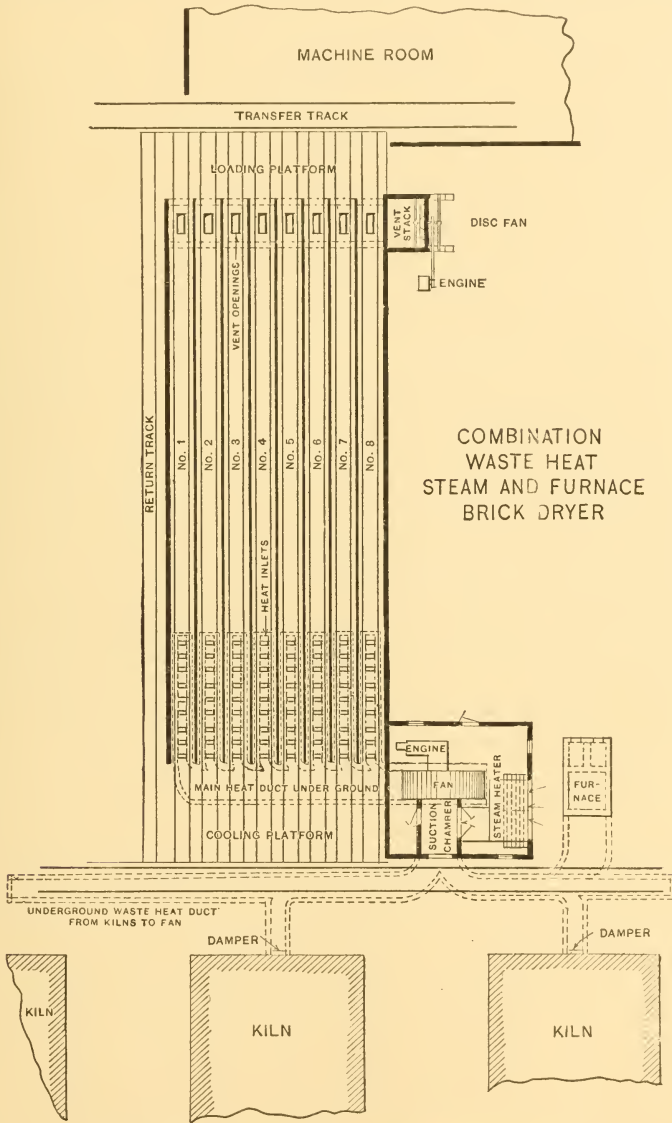 MACHINE ROOM
TRANSFER TRACK
LOADING PLATFORM
VENT STACK
DISC FAN
ENGINE
VENT OPENINGS
RETURN TRACK
No. 1
No. 2
No. 3
No. 4
No. 5
No. 6
No. 7
No. 8
COMBINATION
WASTE HEAT
STEAM AND FURNACE
BRICK DRYER
HEAT INLETS
ENGINE
FAN
STEAM HEATER
FUR-
NACE
MAIN HEAT DUCT UNDER GROUND
SUCTION
CHAMBER
COOLING PLATFORM
UNDERGROUND WASTE HEAT DUCT
FROM KILNS TO FAN
DAMPER
DAMPER
KILN
KILN
KILN